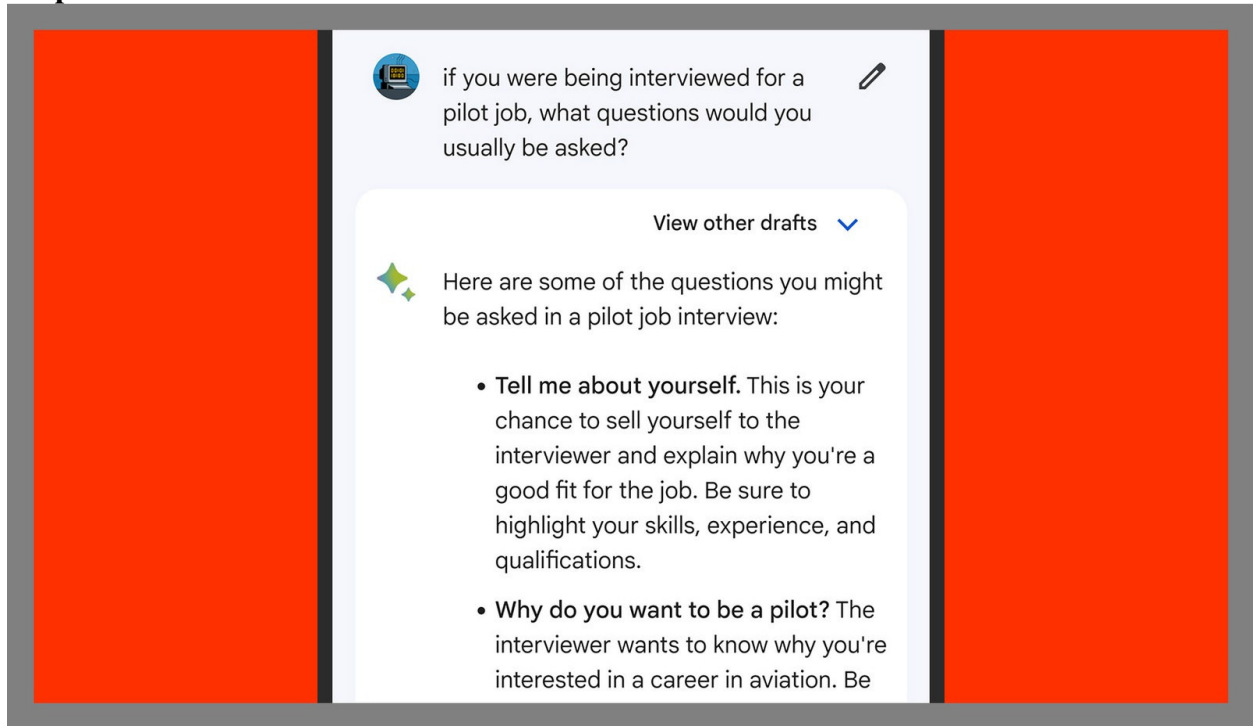 if you were being interviewed for a
pilot job, what questions would you
usually be asked?
View other drafts
Here are some of the questions you might
be asked in a pilot job interview:
• Tell me about yourself. This is your
chance to sell yourself to the
interviewer and explain why you're a
good fit for the job. Be sure to
highlight your skills, experience, and
qualifications.
• Why do you want to be a pilot? The
interviewer wants to know why you're
interested in a career in aviation. Be